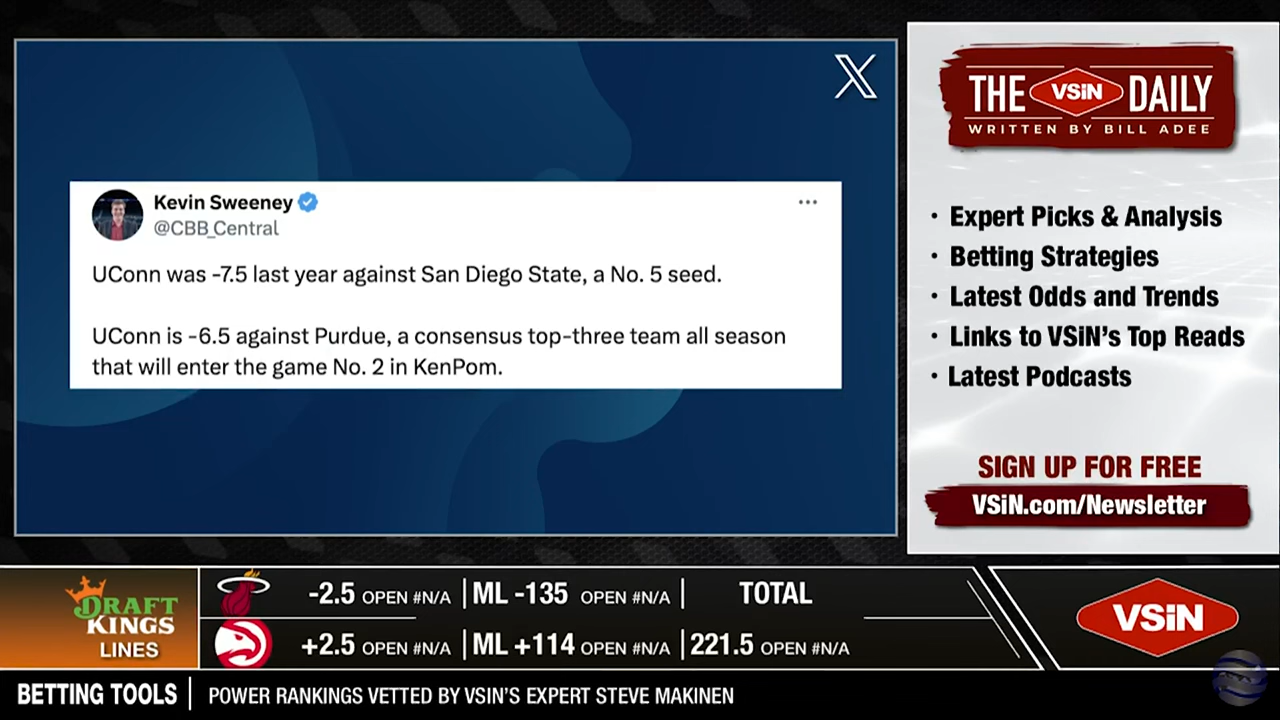 X
Kevin Sweeney
@CBB_Central
UConn was -7.5 last year against San Diego State, a No. 5 seed.
UConn is -6.5 against Purdue, a consensus top-three team all season
that will enter the game No. 2 in KenPom.
THE VSiN DAILY
WRITTEN BY BILL ADEE
• Expert Picks & Analysis
• Betting Strategies
• Latest Odds and Trends
• Links to VSiN's Top Reads
• Latest Podcasts
SIGN UP FOR FREE
VSiN.com/Newsletter
DRAFT
KINGS
LINES
-2.5 OPEN #N/A | ML -135 OPEN #N/A | TOTAL
+2.5 OPEN #N/A | ML +114 OPEN #N/A | 221.5 OPEN #N/A
VSiN
BETTING TOOLS | POWER RANKINGS VETTED BY VSIN'S EXPERT STEVE MAKINEN